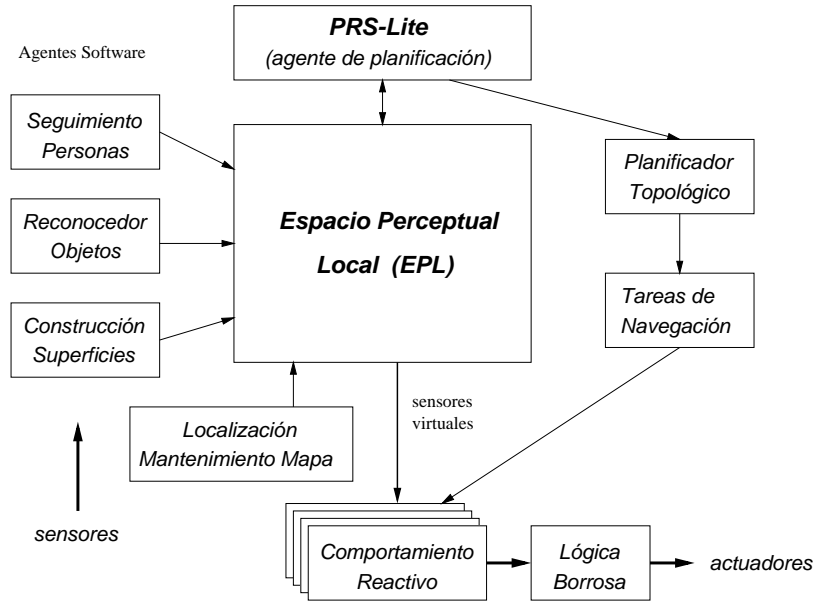 PRS-Lite
(agente de planificación)
Agentes Software
Seguimiento
Personas
Reconocedor
Objetos
Construcción
Superficies
Espacio Perceptual
Local (EPL)
Planificador
Topológico
Tareas de
Navegación
Localización
Mantenimiento Mapa
sensores
virtuales
sensores
Comportamiento
Reactivo
Lógica
Borrosa
actuadores